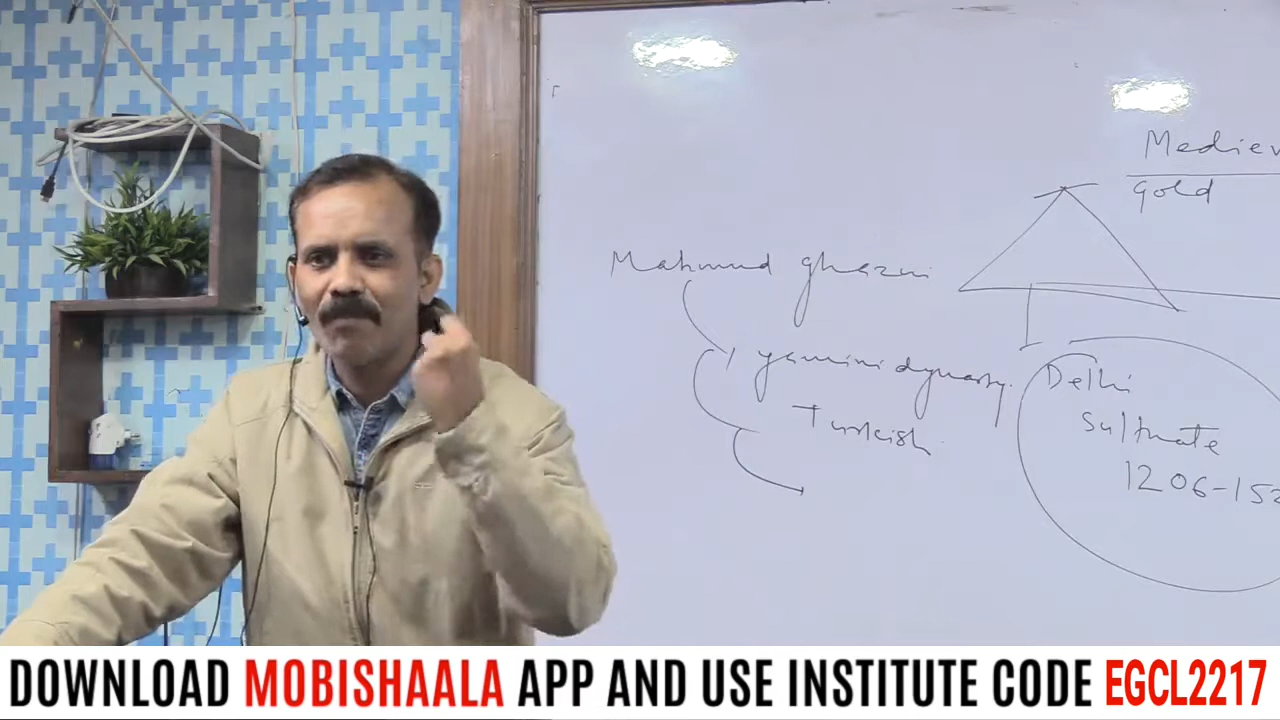 Mediev
Gold
Mahmud ghazni
yamini dynasty.
Turkish
Delhi
Sultnate
1206-152
DOWNLOAD MOBISHAALA APP AND USE INSTITUTE CODE EGCL2217